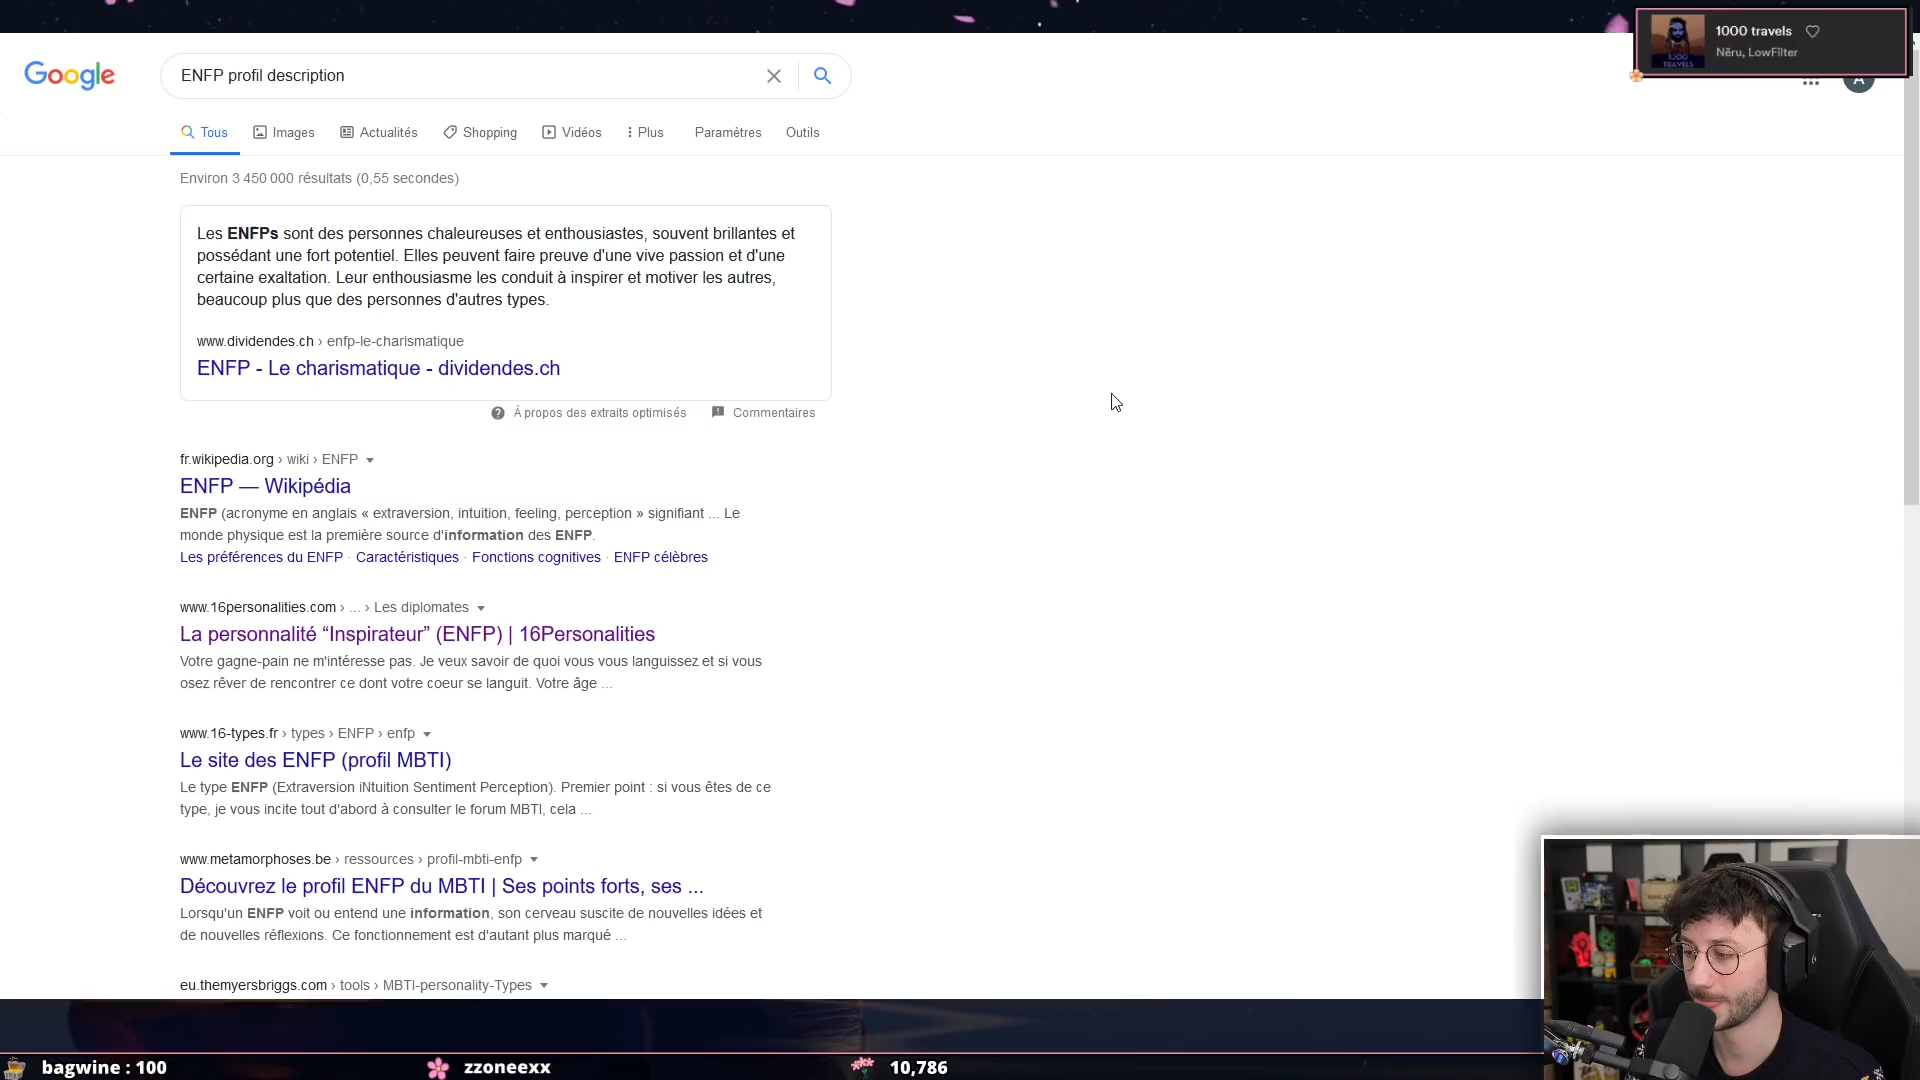 1000 travels
Nëru, LowFilter
1000
TRAVELS
Google
ENFP profil description
A
Tous
Images
Actualités
Shopping
Vidéos
Plus
Paramètres
Outils
Environ 3 450 000 résultats (0,55 secondes)
Les ENFPs sont des personnes chaleureuses et enthousiastes, souvent brillantes et
possédant une fort potentiel. Elles peuvent faire preuve d'une vive passion et d'une
certaine exaltation. Leur enthousiasme les conduit à inspirer et motiver les autres,
beaucoup plus que des personnes d'autres types.
www.dividendes.ch › enfp-le-charismatique
ENFP - Le charismatique - dividendes.ch
À propos des extraits optimisés
Commentaires
fr.wikipedia.org › wiki › ENFP
ENFP — Wikipédia
ENFP (acronyme en anglais « extraversion, intuition, feeling, perception » signifiant ... Le
monde physique est la première source d'information des ENFP.
Les préférences du ENFP · Caractéristiques · Fonctions cognitives · ENFP célèbres
www.16personalities.com › ... › Les diplomates
La personnalité “Inspirateur” (ENFP) | 16Personalities
Votre gagne-pain ne m'intéresse pas. Je veux savoir de quoi vous vous languissez et si vous
osez rêver de rencontrer ce dont votre coeur se languit. Votre âge ...
www.16-types.fr › types › ENFP › enfp
Le site des ENFP (profil MBTI)
Le type ENFP (Extraversion iNtuition Sentiment Perception). Premier point : si vous êtes de ce
type, je vous incite tout d'abord à consulter le forum MBTI, cela ...
www.metamorphoses.be › ressources › profil-mbti-enfp
Découvrez le profil ENFP du MBTI | Ses points forts, ses ...
Lorsqu'un ENFP voit ou entend une information, son cerveau suscite de nouvelles idées et
de nouvelles réflexions. Ce fonctionnement est d'autant plus marqué ...
eu.themyersbriggs.com › tools › MBTI-personality-Types
bagwine : 100
zzoneexx
10,786